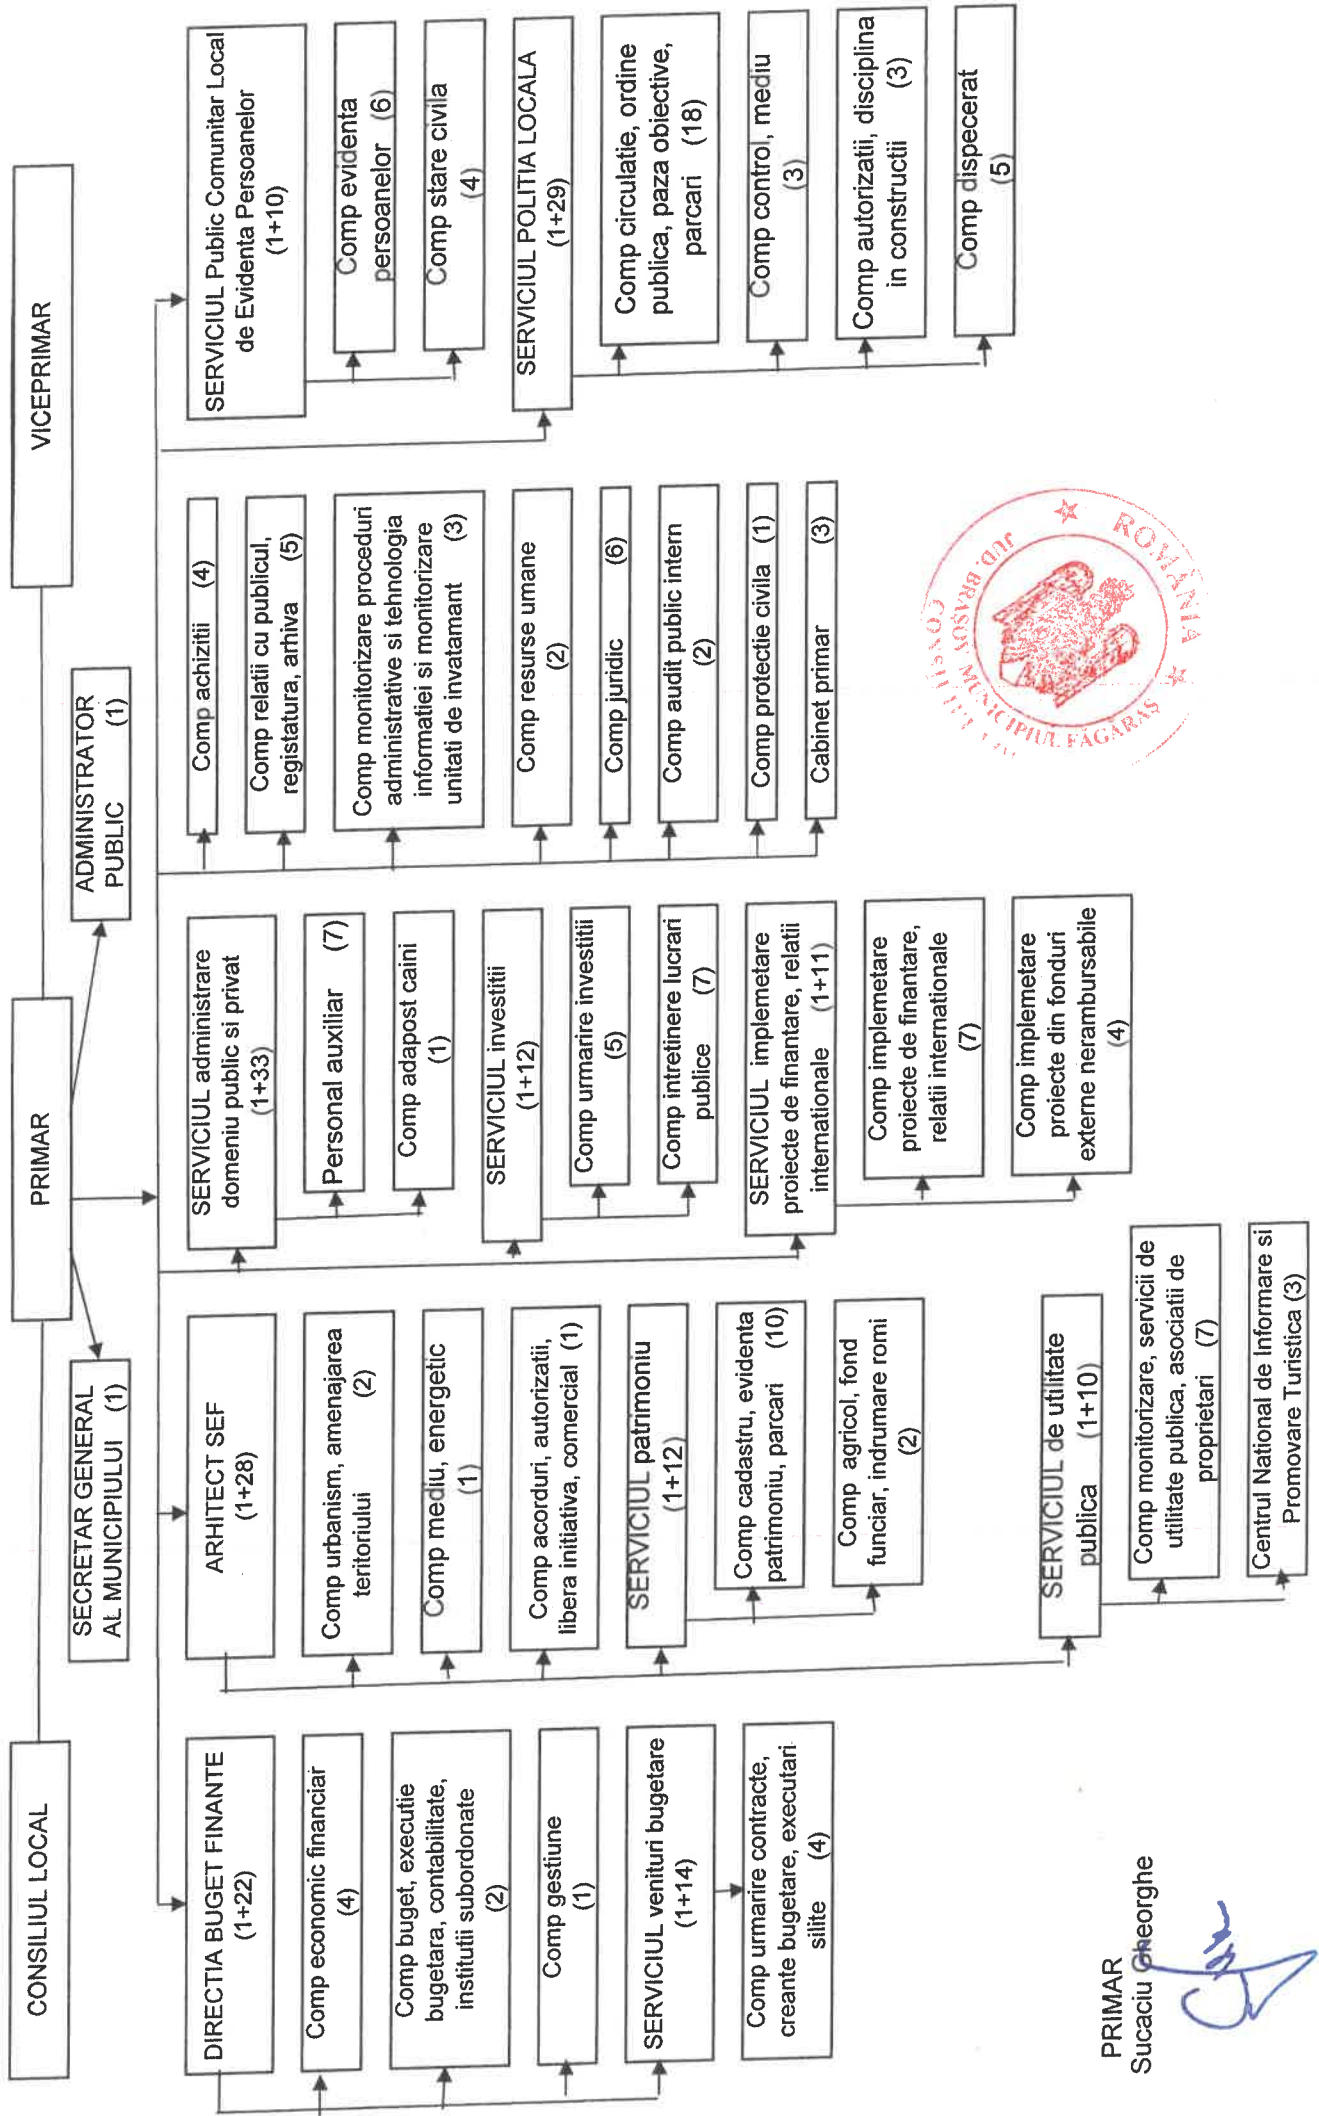 CONSILIUL LOCAL
PRIMAR
VICEPRIMAR
SECRETAR GENERAL
AL MUNICIPIULUI (1)
ADMINISTRATOR
PUBLIC (1)
DIRECTIA BUGET FINANTE
(1+22)
Comp economic financiar
(4)
Comp buget, executie
bugetara, contabilitate,
institutii subordonate
(2)
Comp gestiune
(1)
SERVICIUL venituri bugetare
(1+14)
Comp urmarire contracte,
creante bugetare, executari
silite (4)
ARHITECT SEF
(1+28)
Comp urbanism, amenajarea
teritoriului (2)
Comp mediu, energetic
(1)
Comp acorduri, autorizatii,
libera initiativa, comercial (1)
SERVICIUL patrimoniu
(1+12)
Comp cadastru, evidenta
patrimoniu, parcari (10)
Comp agricol, fond
funciar, indrumare romi
(2)
SERVICIUL de utilitate
publica (1+10)
Comp monitorizare, servicii de
utilitate publica, asociatii de
proprietari (7)
Centrul National de Informare si
Promovare Turistica (3)
SERVICIUL administrare
domeniu public si privat
(1+33)
Personal auxiliar (7)
Comp adapost caini
(1)
SERVICIUL investitii
(1+12)
Comp urmarire investitii
(5)
Comp intretinere lucrari
publice (7)
SERVICIUL implemetare
proiecte de finantare, relatii
internationale (1+11)
Comp implemetare
proiecte de finantare,
relatii internationale
(7)
Comp implemetare
proiecte din fonduri
externe nerambursabile
(4)
Comp achizitii (4)
Comp relatii cu publicul,
registatura, arhiva (5)
Comp monitorizare proceduri
administrative si tehnologia
informatiei si monitorizare
unitati de invatamant (3)
Comp resurse umane
(2)
Comp juridic (6)
Comp audit public intern
(2)
Comp protectie civila (1)
Cabinet primar (3)
SERVICIUL Public Comunitar Local
de Evidenta Persoanelor
(1+10)
Comp evidenta
persoanelor (6)
Comp stare civila
(4)
SERVICIUL POLITIA LOCALA
(1+29)
Comp circulatie, ordine
publica, paza obiective,
parcari (18)
Comp control, mediu
(3)
Comp autorizatii, disciplina
in constructii (3)
Comp dispecerat
(5)
PRIMAR
Sucaciu Gheorghe
ROMÂNIA
JUD. BRAȘOV
MUNICIPIUL FĂGĂRAȘ